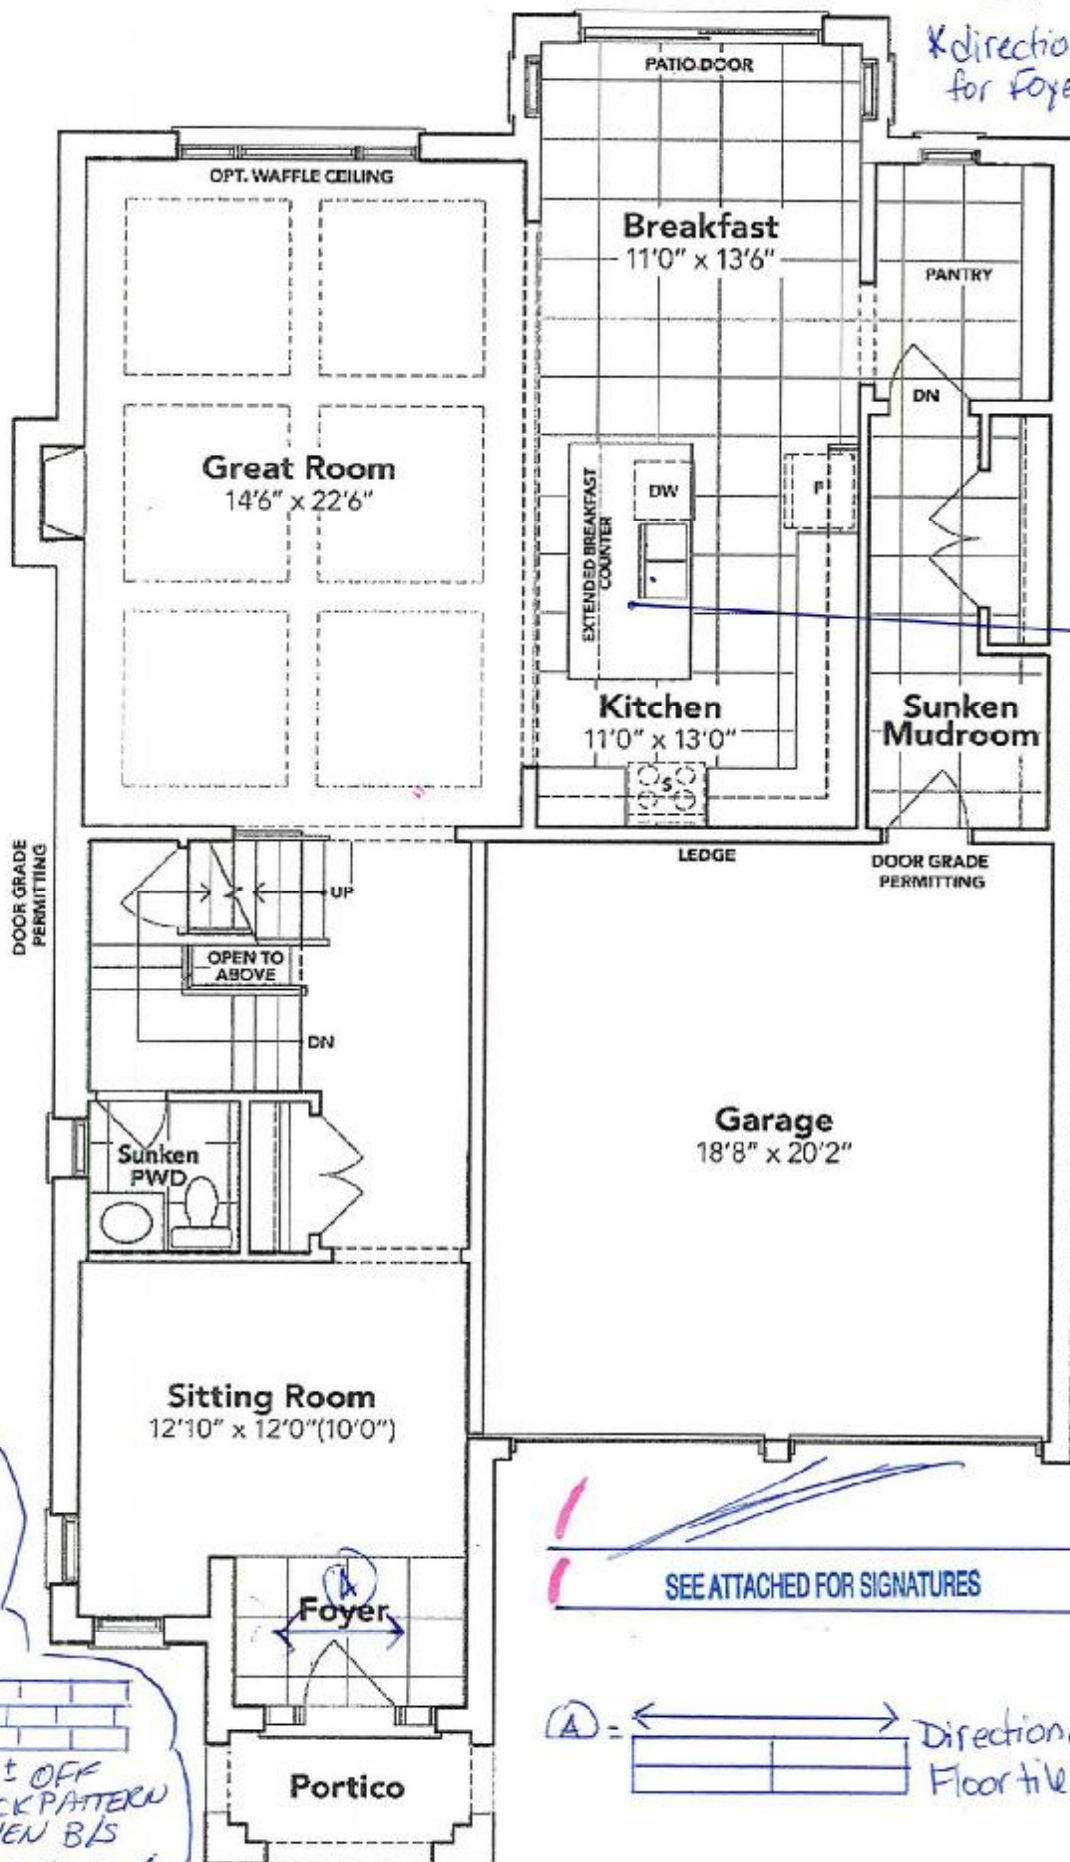 PATIO DOOR
for Foye
OPT. WAFFLE CEILING
Breakfast
11'0" x 13'6"
PANTRY
DN
Great Room
14'6" x 22'6"
DW
F
EXTENDED BREAKFAST
COUNTER
Kitchen
11'0" x 13'0"
Sunken
Mudroom
S
LEDGE
DOOR GRADE
PERMITTING
DOOR GRADE
PERMITTING
UP
OPEN TO
ABOVE
DN
Sunken
PWD
Garage
18'8" x 20'2"
Sitting Room
12'10" x 12'0"(10'0")
A
Foyer
SEE ATTACHED FOR SIGNATURES
A = Direction
Floor tile
OFF
CK PATTERN
EN B/S
Portico